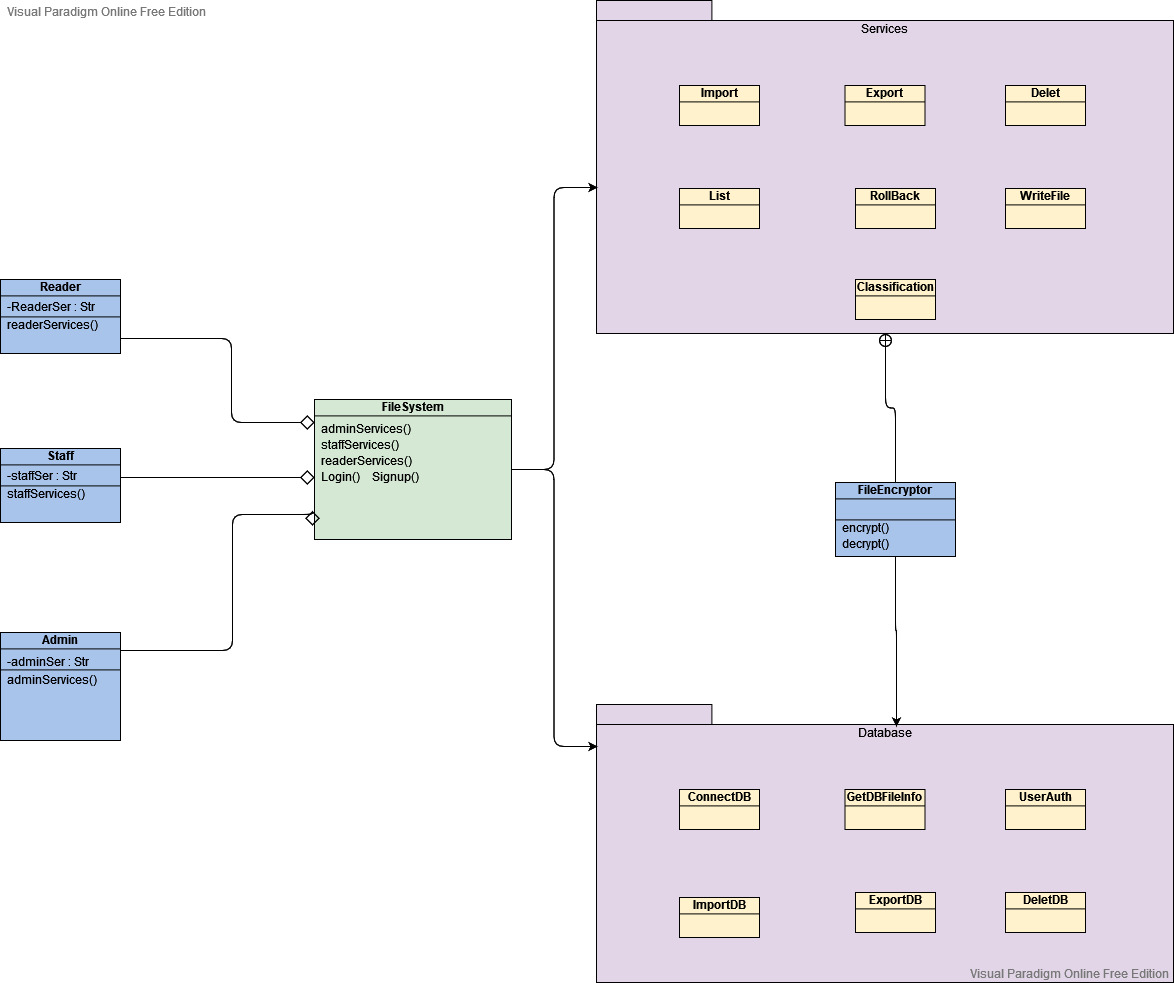 Visual Paradigm Online Free Edition
Services
Import
Export
Delet
List
RollBack
WriteFile
Classification
Reader
-ReaderSer : Str
readerServices()
Staff
-staffSer : Str
staffServices()
Admin
-adminSer : Str
adminServices()
FileSystem
adminServices()
staffServices()
readerServices()
Login() Signup()
FileEncryptor
encrypt()
decrypt()
Database
ConnectDB
GetDBFileInfo
UserAuth
ImportDB
ExportDB
DeletDB
Visual Paradigm Online Free Edition